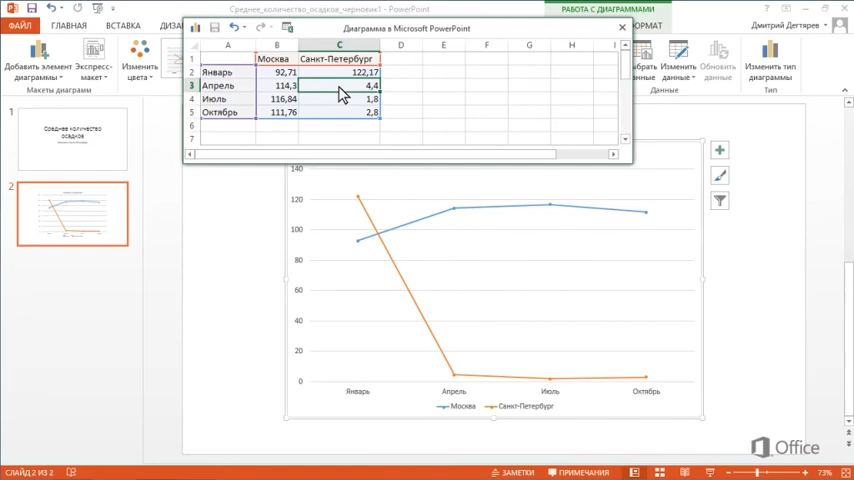 Среднее_количество_осадков_черновик1 - PowerPoint
РАБОТА С ДИАГРАММАМИ
?
ФАЙЛ
ГЛАВНАЯ
ВСТАВКА
ДИЗА
ФОРМАТ
Дмитрий Дегтярев
Добавить элемент
диаграммы
Экспресс-
макет
Изменить
цвета
Макеты диаграмм
ыбрать
данные
Изменить
данные
Обновить
данные
Данные
Изменить тип
диаграммы
Тип
Диаграмма в Microsoft PowerPoint
A B C D E F G H I
1 Москва Санкт-Петербург
2 Январь 92,71 122,17
3 Апрель 114,3 4,4
4 Июль 116,84 1,8
5 Октябрь 111,76 2,8
6
7
1
Среднее количество
осадков
2
140
120
100
80
60
40
20
0
Январь Апрель Июль Октябрь
Москва Санкт-Петербург
Office
СЛАЙД 2 ИЗ 2
ЗАМЕТКИ
ПРИМЕЧАНИЯ
73%